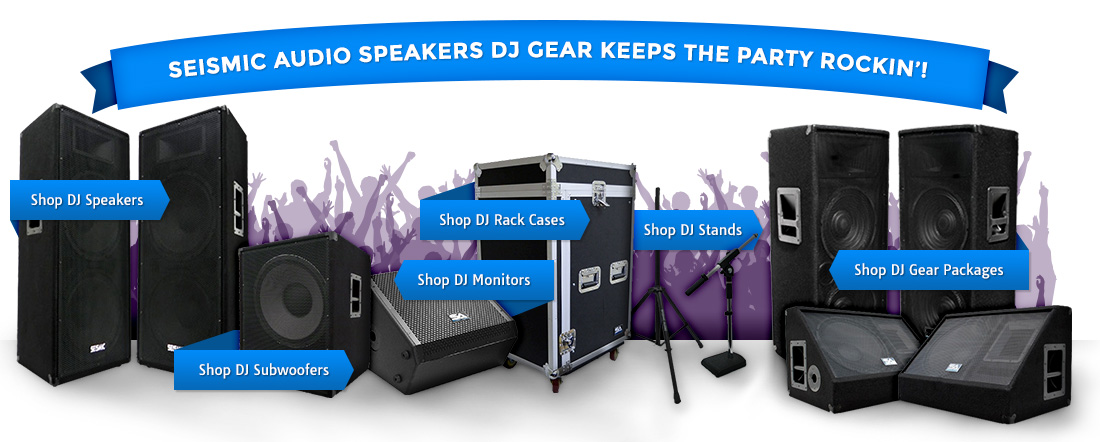 SEISMIC AUDIO SPEAKERS DJ GEAR KEEPS THE PARTY ROCKIN'!
Shop DJ Speakers
Shop DJ Rack Cases
Shop DJ Stands
Shop DJ Monitors
Shop DJ Gear Packages
Shop DJ Subwoofers
SEISMIC